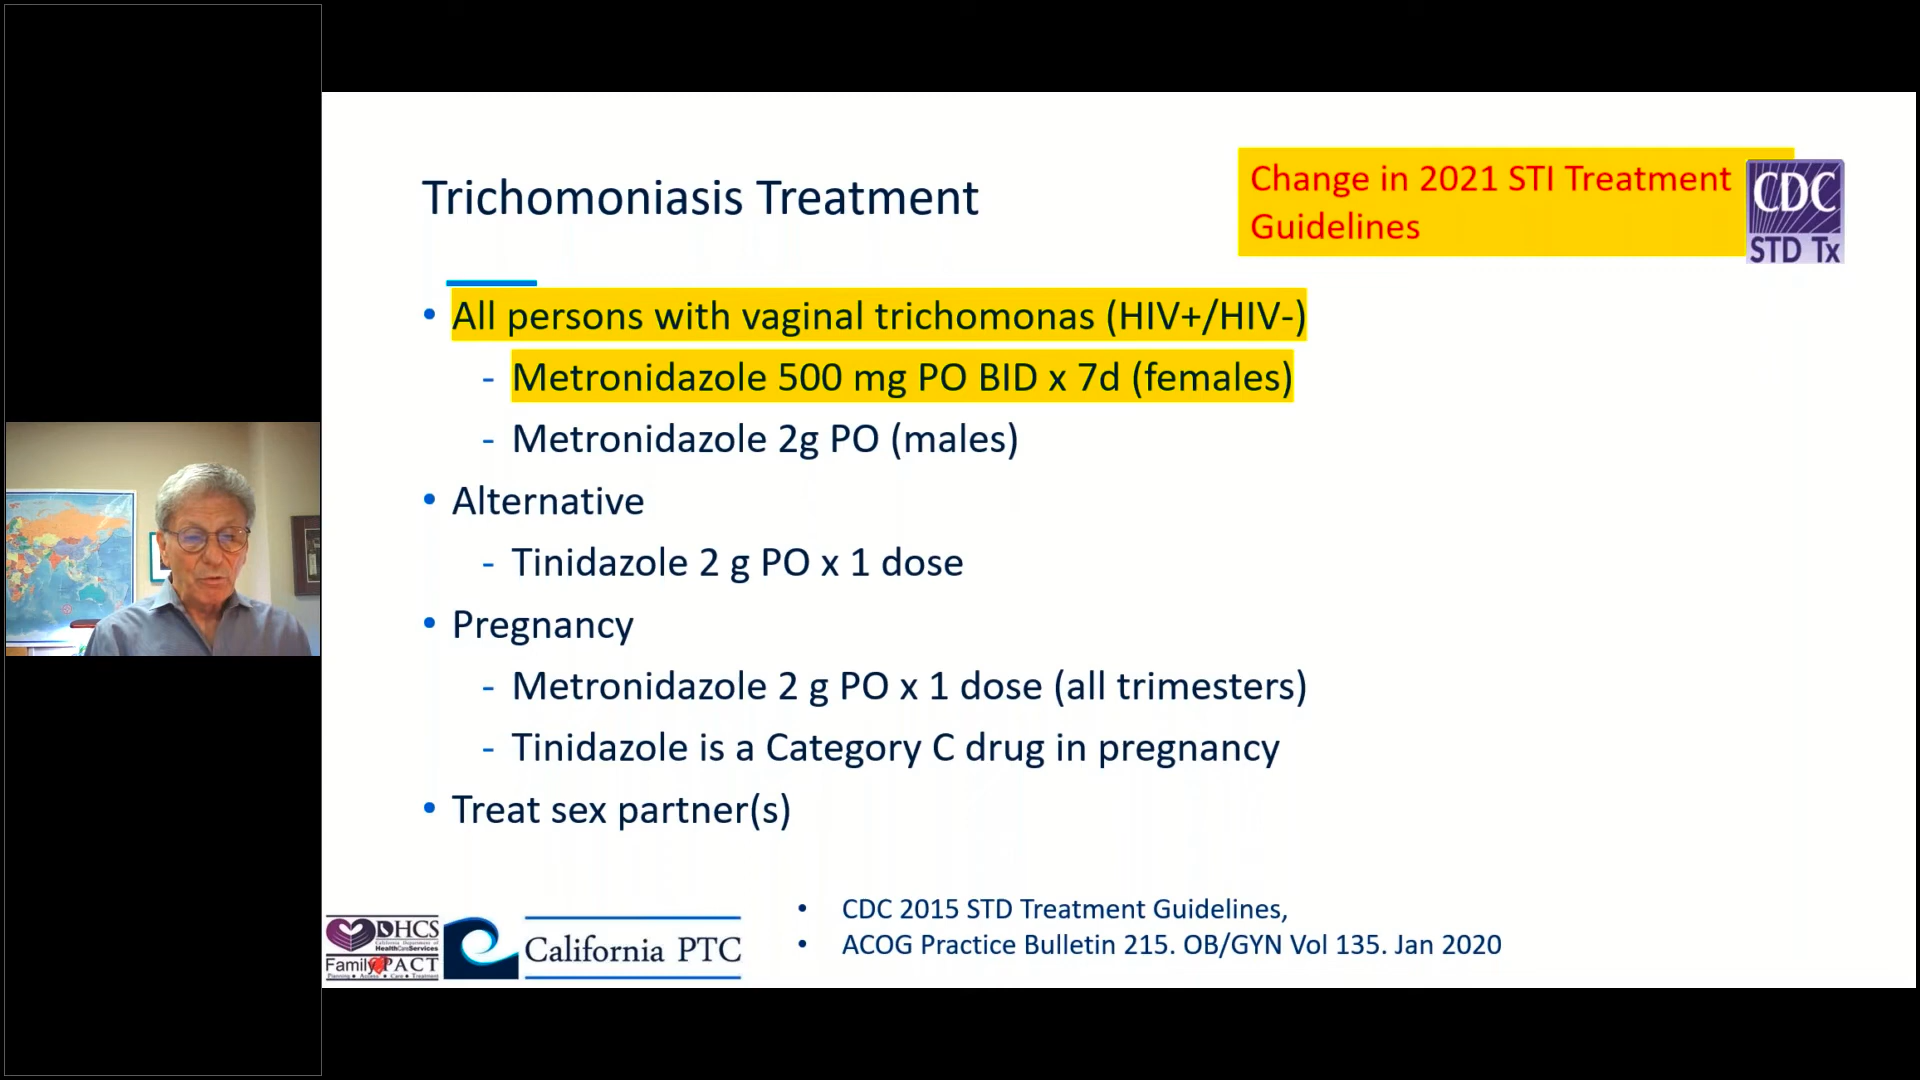 Trichomoniasis Treatment
Change in 2021 STI Treatment
Guidelines
CDC
STD Tx
• All persons with vaginal trichomonas (HIV+/HIV-)
- Metronidazole 500 mg PO BID x 7d (females)
- Metronidazole 2g PO (males)
• Alternative
- Tinidazole 2 g PO x 1 dose
• Pregnancy
- Metronidazole 2 g PO x 1 dose (all trimesters)
- Tinidazole is a Category C drug in pregnancy
• Treat sex partner(s)
DHCS
California Department of
HealthCareServices
Family PACT
Planning • Access • Care • Treatment
California PTC
• CDC 2015 STD Treatment Guidelines,
• ACOG Practice Bulletin 215. OB/GYN Vol 135. Jan 2020